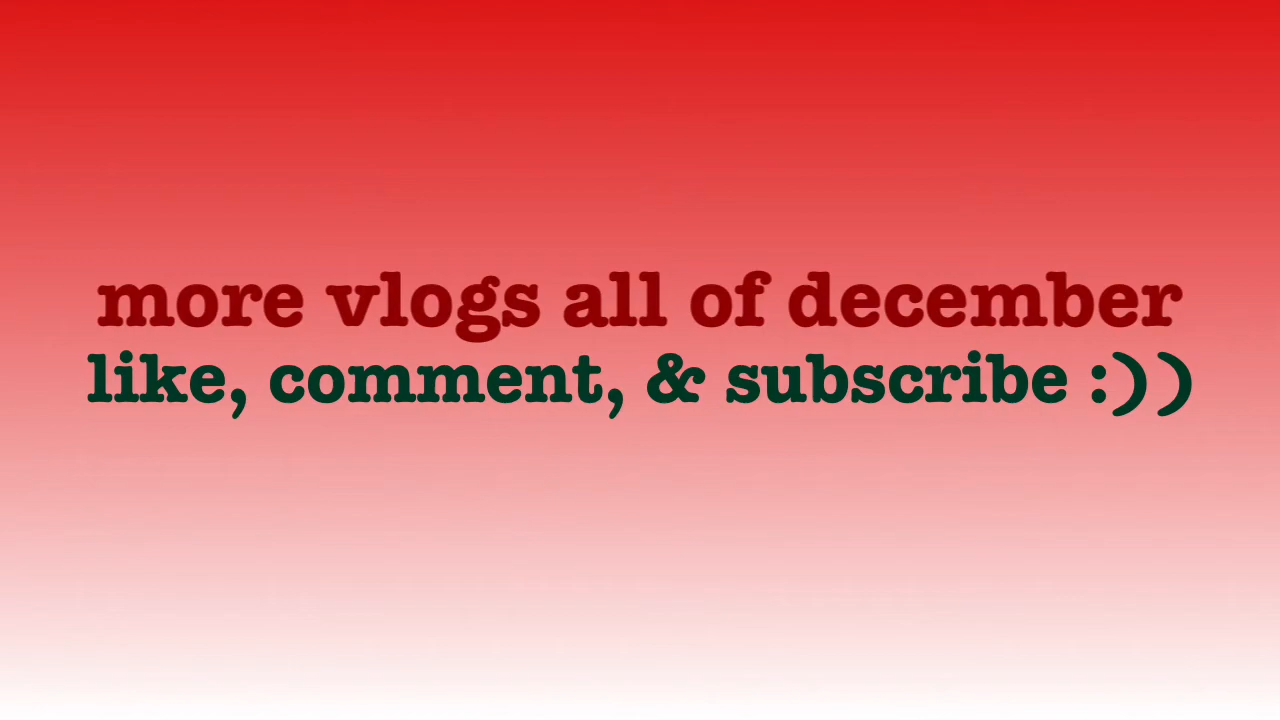 more vlogs all of december
like, comment, & subscribe :))